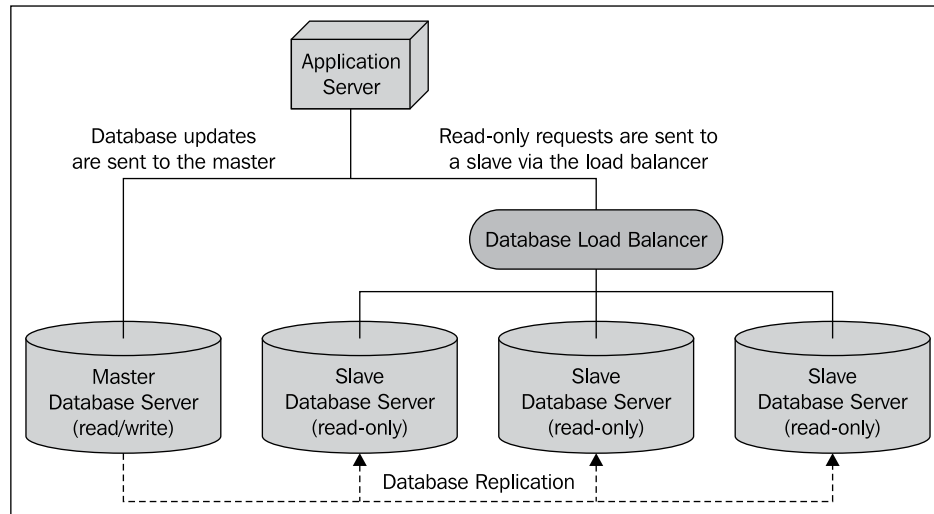 Application
Server
Database updates
are sent to the master
Read-only requests are sent to
a slave via the load balancer
Database Load Balancer
Master
Database Server
(read/write)
Slave
Database Server
(read-only)
Slave
Database Server
(read-only)
Slave
Database Server
(read-only)
Database Replication